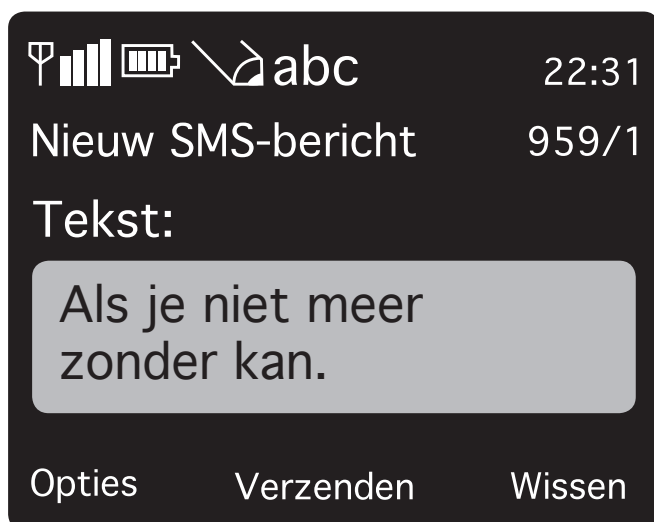 abc 22:31
Nieuw SMS-bericht 959/1
Tekst:
Als je niet meer
zonder kan.
Opties Verzenden Wissen